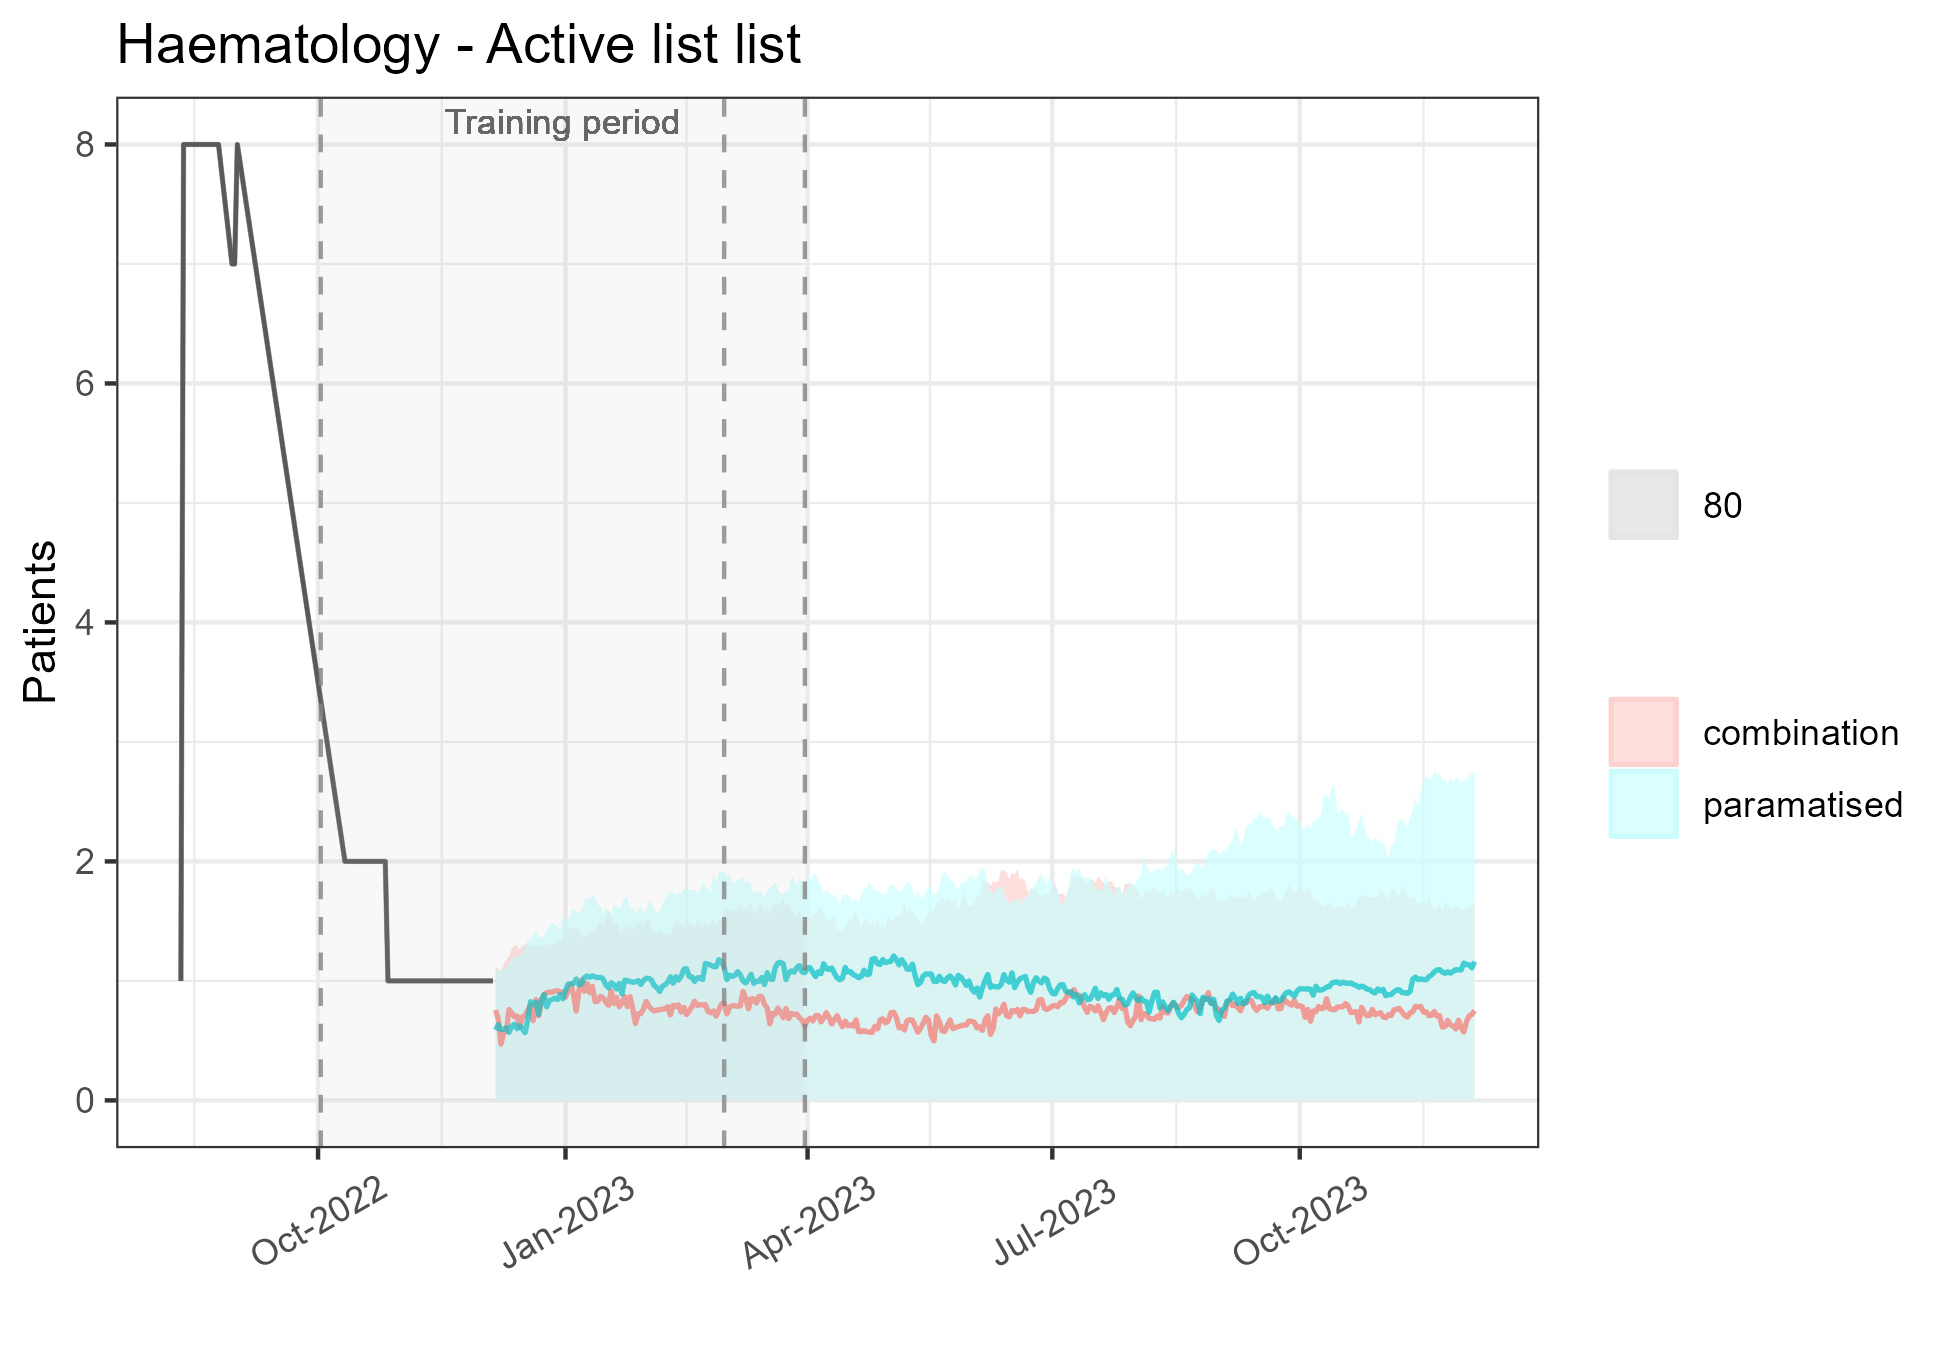 Haematology - Active list list
Training period
Patients
8
6
4
2
0
Oct-2022
Jan-2023
Apr-2023
Jul-2023
Oct-2023
80
combination
paramatised